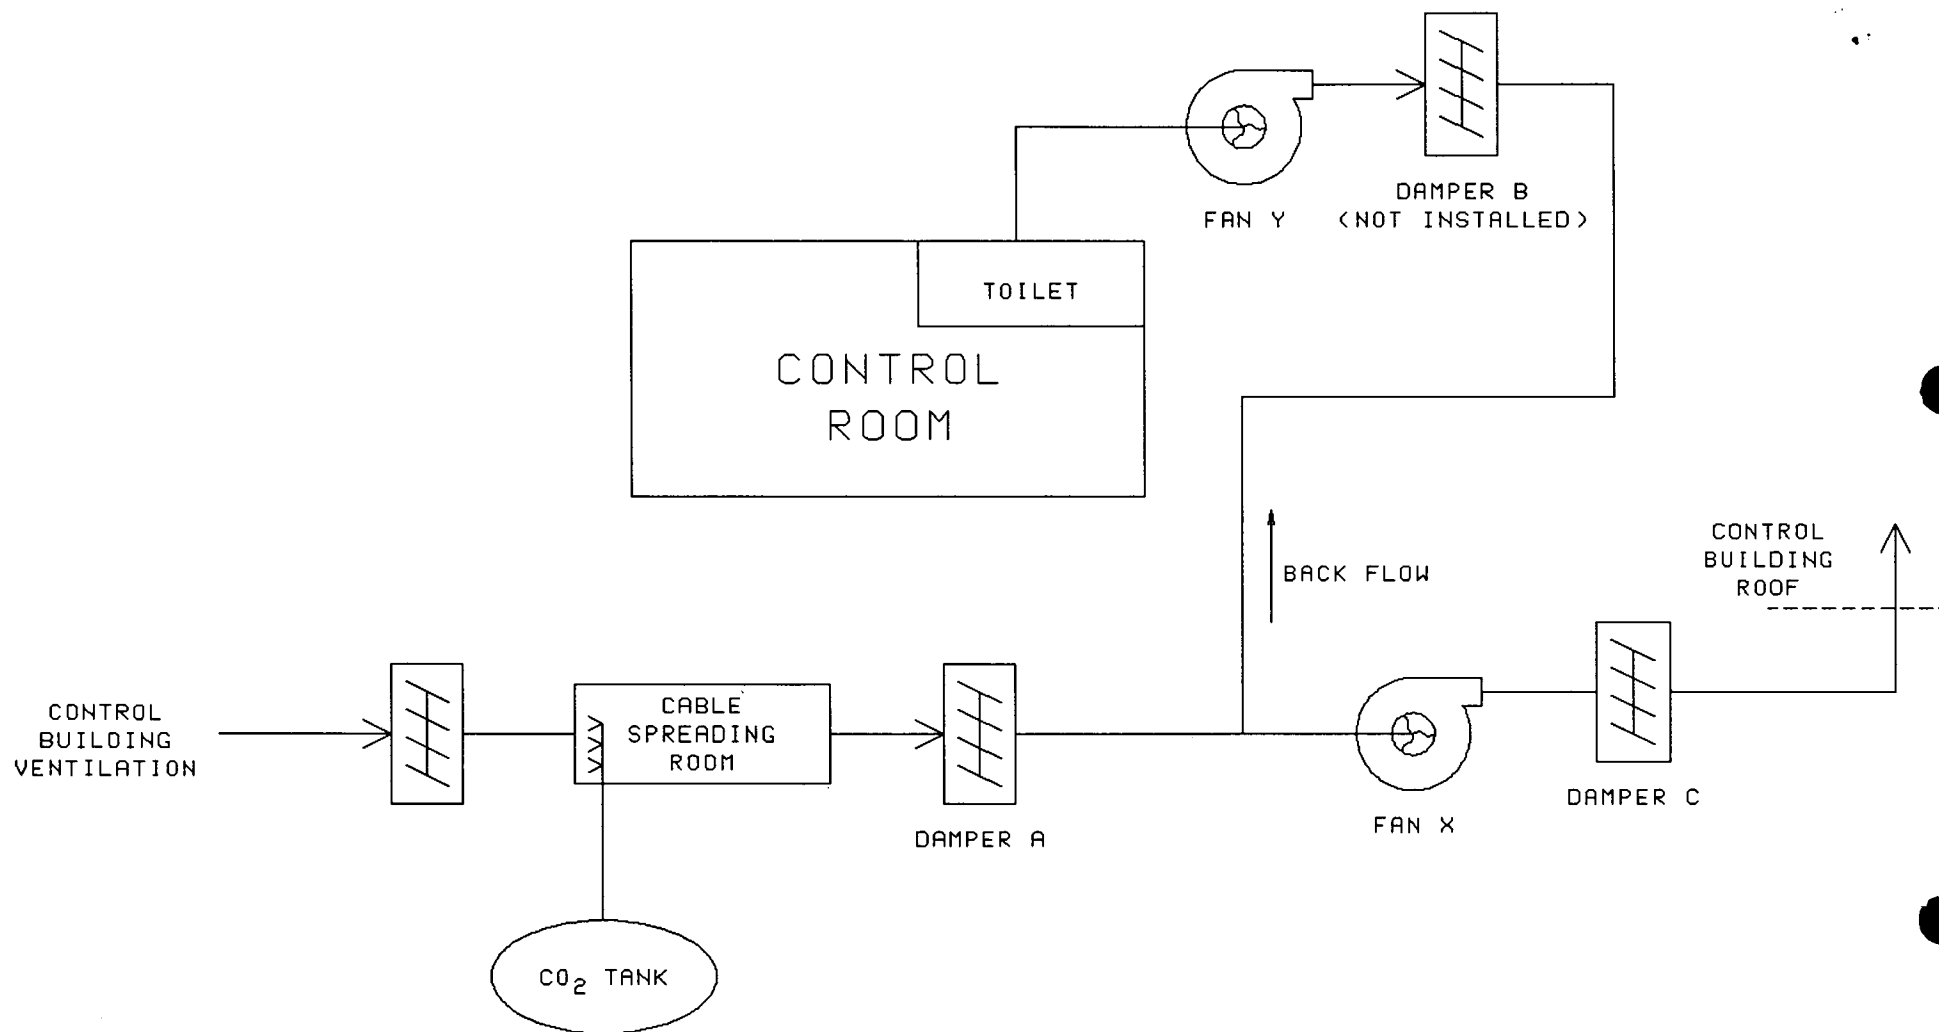 DAMPER B
FAN Y
(NOT INSTALLED)
TOILET
CONTROL
ROOM
CONTROL
BUILDING
ROOF
BACK FLOW
CONTROL
BUILDING
VENTILATION
CABLE
SPREADING
ROOM
DAMPER A
FAN X
DAMPER C
CO₂ TANK